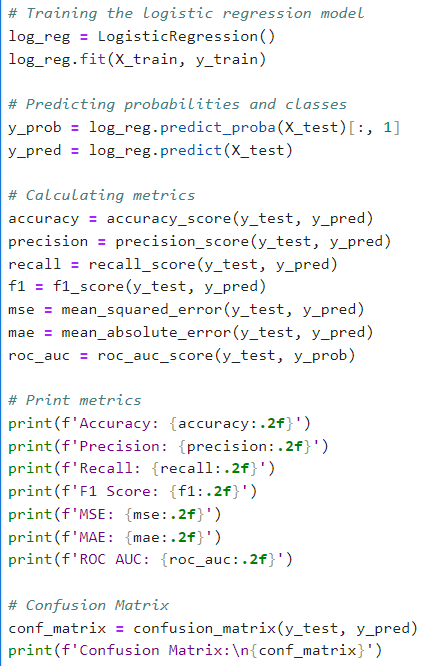 # Training the logistic regression model
log_reg = LogisticRegression()
log_reg.fit(X_train, y_train)
# Predicting probabilities and classes
y_prob = log_reg.predict_proba(X_test)[:, 1]
y_pred = log_reg.predict(X_test)
# Calculating metrics
accuracy = accuracy_score(y_test, y_pred)
precision = precision_score(y_test, y_pred)
recall = recall_score(y_test, y_pred)
f1 = f1_score(y_test, y_pred)
mse = mean_squared_error(y_test, y_pred)
mae = mean_absolute_error(y_test, y_pred)
roc_auc = roc_auc_score(y_test, y_prob)
# Print metrics
print(f'Accuracy: {accuracy:.2f}')
print(f'Precision: {precision:.2f}')
print(f'Recall: {recall:.2f}')
print(f'F1 Score: {f1:.2f}')
print(f'MSE: {mse:.2f}')
print(f'MAE: {mae:.2f}')
print(f'ROC AUC: {roc_auc:.2f}')
# Confusion Matrix
conf_matrix = confusion_matrix(y_test, y_pred)
print(f'Confusion Matrix:\n{conf_matrix}')